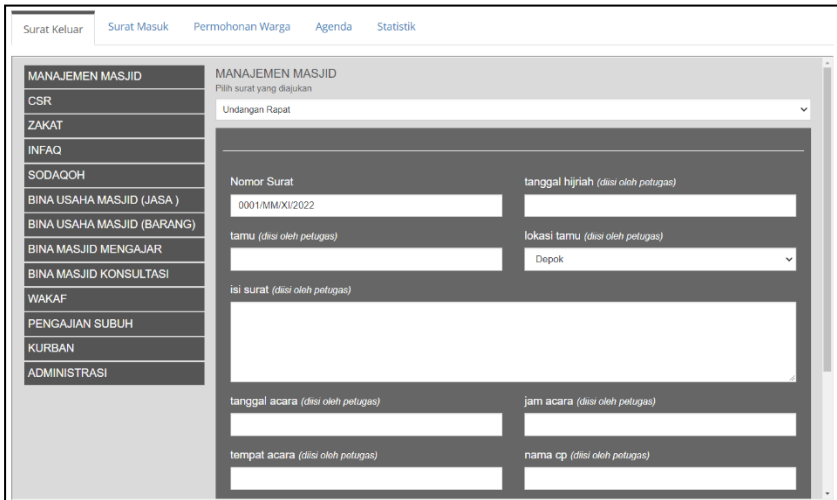 Surat Keluar Surat Masuk Permohonan Warga Agenda Statistik
MANAJEMEN MASJID
CSR
ZAKAT
INFAQ
SODAQOH
BINA USAHA MASJID (JASA )
BINA USAHA MASJID (BARANG)
BINA MASJID MENGAJAR
BINA MASJID KONSULTASI
WAKAF
PENGAJIAN SUBUH
KURBAN
ADMINISTRASI
MANAJEMEN MASJID
Pilih surat yang diajukan
Undangan Rapat
Nomor Surat
0001/MM/XI/2022
tanggal hijriah (diisi oleh petugas)
tamu (diisi oleh petugas)
lokasi tamu (diisi oleh petugas)
Depok
isi surat (diisi oleh petugas)
tanggal acara (diisi oleh petugas)
jam acara (diisi oleh petugas)
tempat acara (diisi oleh petugas)
nama cp (diisi oleh petugas)